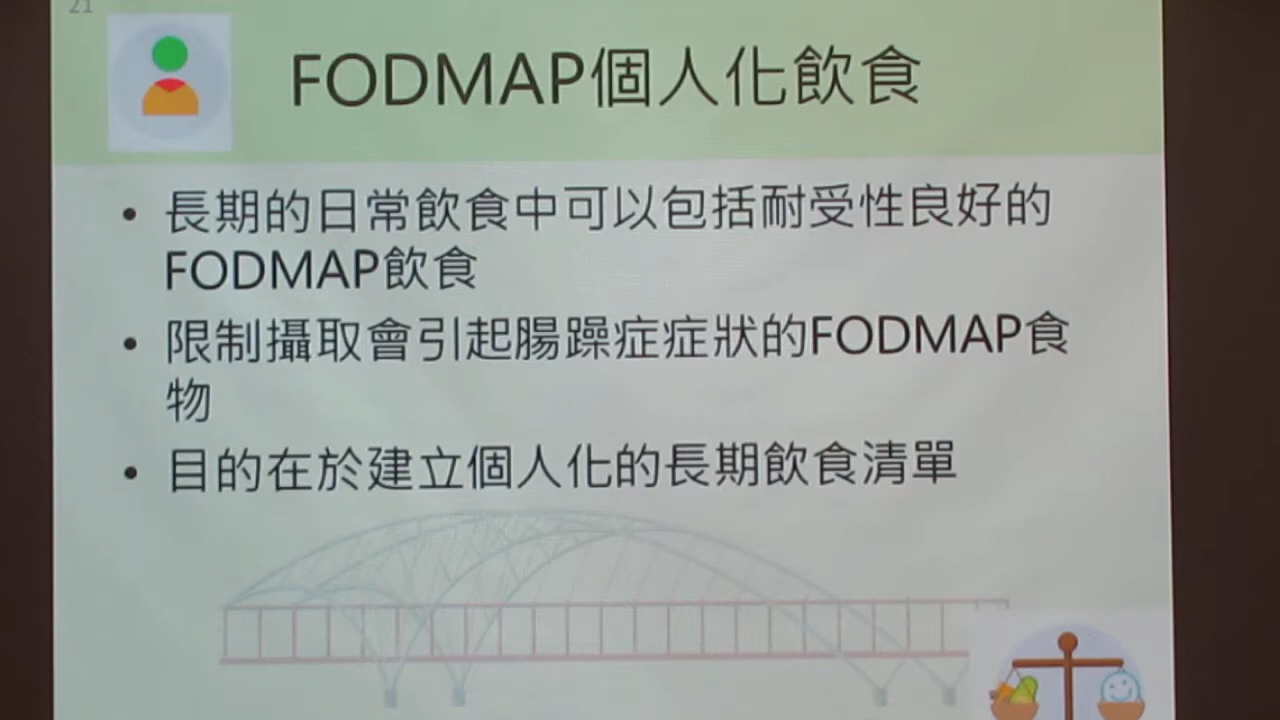 21
FODMAP個人化飲食
• 長期的日常飲食中可以包括耐受性良好的
FODMAP飲食
• 限制攝取會引起腸躁症症狀的FODMAP食
物
• 目的在於建立個人化的長期飲食清單